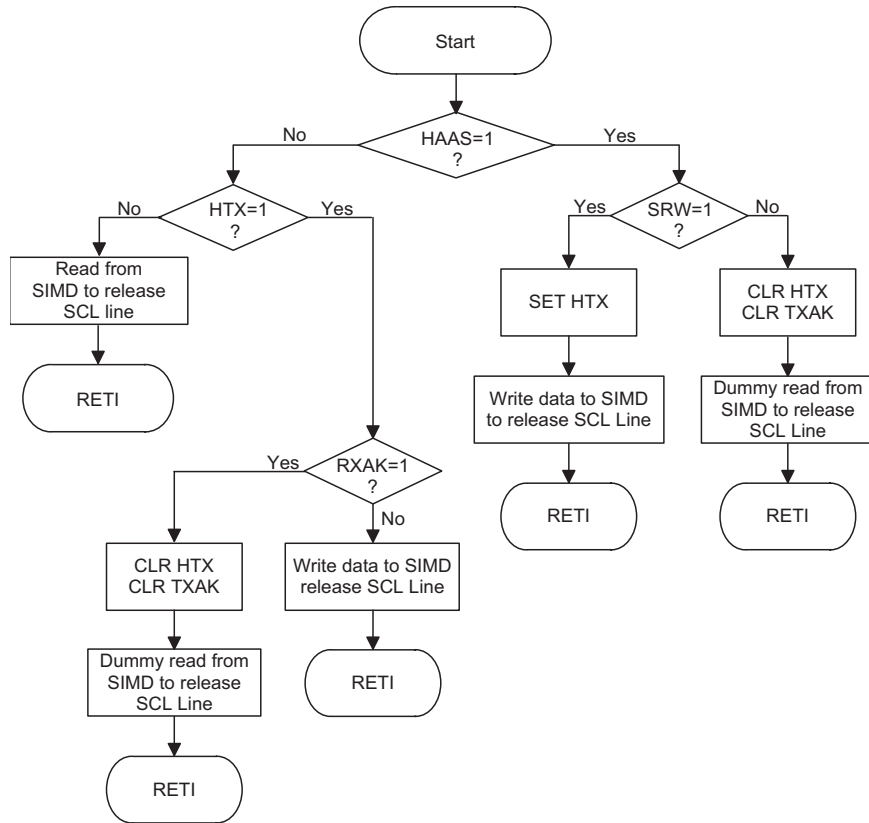 Start
No
HAAS=1
?
Yes
No
HTX=1
?
Yes
Yes
SRW=1
?
No
Read from
SIMD to release
SCL line
SET HTX
CLR HTX
CLR TXAK
RETI
Write data to SIMD
to release SCL Line
Dummy read from
SIMD to release
SCL Line
Yes
RXAK=1
?
No
RETI
RETI
CLR HTX
CLR TXAK
Write data to SIMD
release SCL Line
Dummy read from
SIMD to release
SCL Line
RETI
RETI